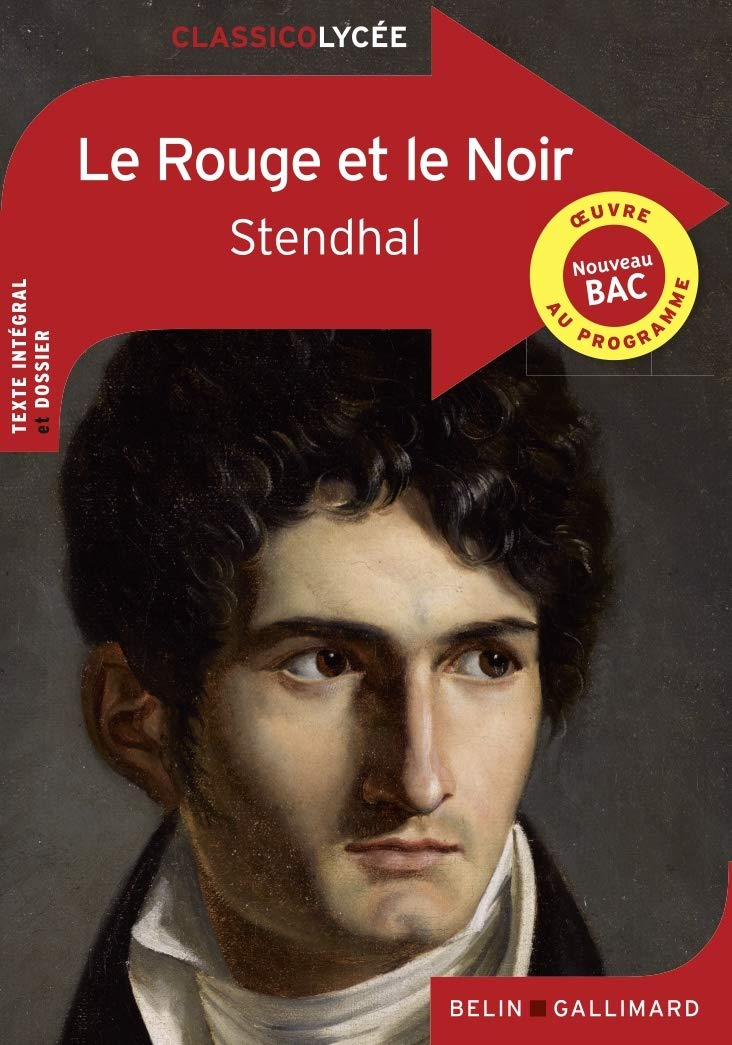 CLASSICOLYCÉE
Le Rouge et le Noir
Stendhal
ŒUVRE
Nouveau
BAC
AU PROGRAMME
TEXTE INTÉGRAL
et DOSSIER
BELIN GALLIMARD